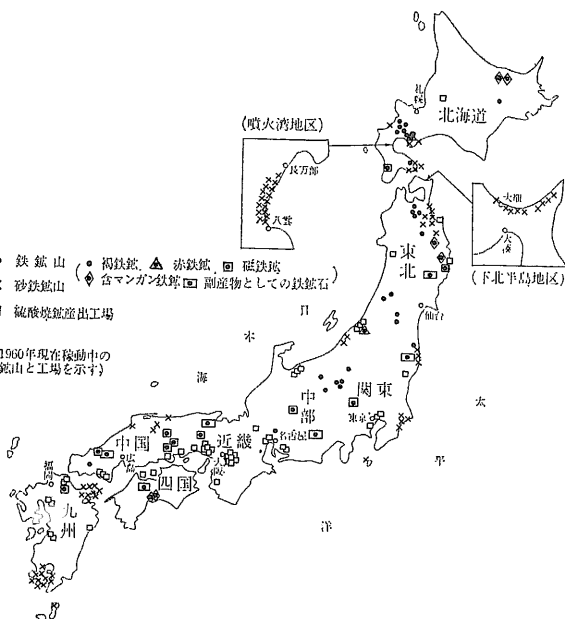 (噴火湾地区)
長万部
八雲
札幌
北海道
大畑
大湊
(下北半島地区)
鉄鉱山 ( 褐鉄鉱. 赤鉄鉱. 磁鉄鉱
含マンガン鉄鉱 副産物としての鉄鉱石 )
砂鉄鉱山
硫酸焼鉱産出工場
1960年現在稼動中の
鉱山と工場を示す)
東北
仙台
日
本
海
関東
東京
中部
名古屋
近畿
大阪
中国
広島
四国
福岡
九州
太
平
洋